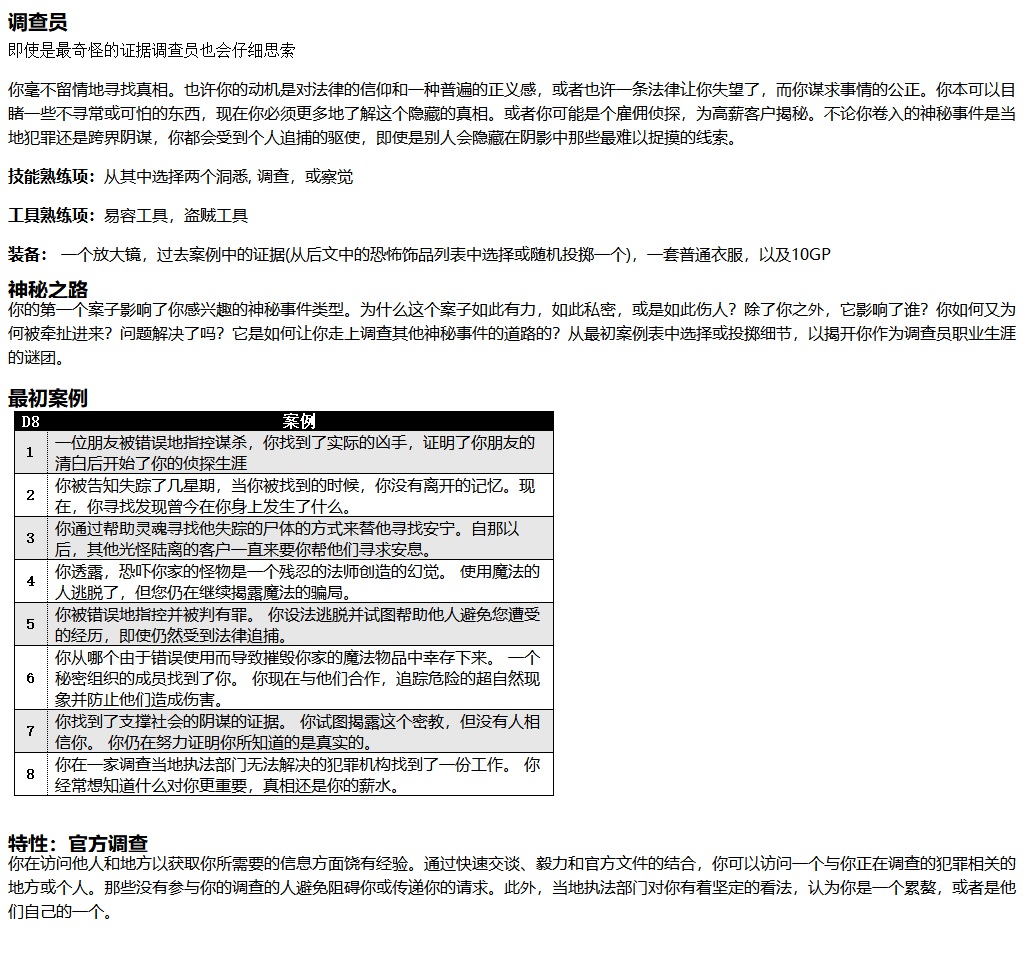 调查员
即使是最奇怪的证据调查员也会仔细思索
你毫不留情地寻找真相。也许你的动机是对法律的信仰和一种普遍的正义感，或者也许一条法律让你失望了，而你谋求事情的公正。你本可以目
睹一些不寻常或可怕的东西，现在你必须更多地了解这个隐藏的真相。或者你可能是个雇佣侦探，为高薪客户揭秘。不论你卷入的神秘事件是当
地犯罪还是跨界阴谋，你都会受到个人追捕的驱使，即使是别人会隐藏在阴影中那些最难以捉摸的线索。
技能熟练项：从其中选择两个洞悉, 调查，或察觉
工具熟练项：易容工具，盗贼工具
装备： 一个放大镜，过去案例中的证据(从后文中的恐怖饰品列表中选择或随机投掷一个)，一套普通衣服，以及10GP
神秘之路
你的第一个案子影响了你感兴趣的神秘事件类型。为什么这个案子如此有力，如此私密，或是如此伤人？除了你之外，它影响了谁？你如何又为
何被牵扯进来？问题解决了吗？它是如何让你走上调查其他神秘事件的道路的？从最初案例表中选择或投掷细节，以揭开你作为调查员职业生涯
的谜团。
最初案例
D8 案例
1 一位朋友被错误地指控谋杀，你找到了实际的凶手，证明了你朋友的
清白后开始了你的侦探生涯
2 你被告知失踪了几星期，当你被找到的时候，你没有离开的记忆。现
在，你寻找发现曾今在你身上发生了什么。
3 你通过帮助灵魂寻找他失踪的尸体的方式来替他寻找安宁。自那以
后，其他光怪陆离的客户一直来要你帮他们寻求安息。
4 你透露，恐吓你家的怪物是一个残忍的法师创造的幻觉。 使用魔法的
人逃脱了，但您仍在继续揭露魔法的骗局。
5 你被错误地指控并被判有罪。 你设法逃脱并试图帮助他人避免您遭受
的经历，即使仍然受到法律追捕。
6 你从哪个由于错误使用而导致摧毁你家的魔法物品中幸存下来。 一个
秘密组织的成员找到了你。 你现在与他们合作，追踪危险的超自然现
象并防止他们造成伤害。
7 你找到了支撑社会的阴谋的证据。 你试图揭露这个密教，但没有人相
信你。 你仍在努力证明你所知道的是真实的。
8 你在一家调查当地执法部门无法解决的犯罪机构找到了一份工作。 你
经常想知道什么对你更重要，真相还是你的薪水。
特性：官方调查
你在访问他人和地方以获取你所需要的信息方面饶有经验。通过快速交谈、毅力和官方文件的结合，你可以访问一个与你正在调查的犯罪相关的
地方或个人。那些没有参与你的调查的人避免阻碍你或传递你的请求。此外，当地执法部门对你有着坚定的看法，认为你是一个累赘，或者是他
们自己的一个。